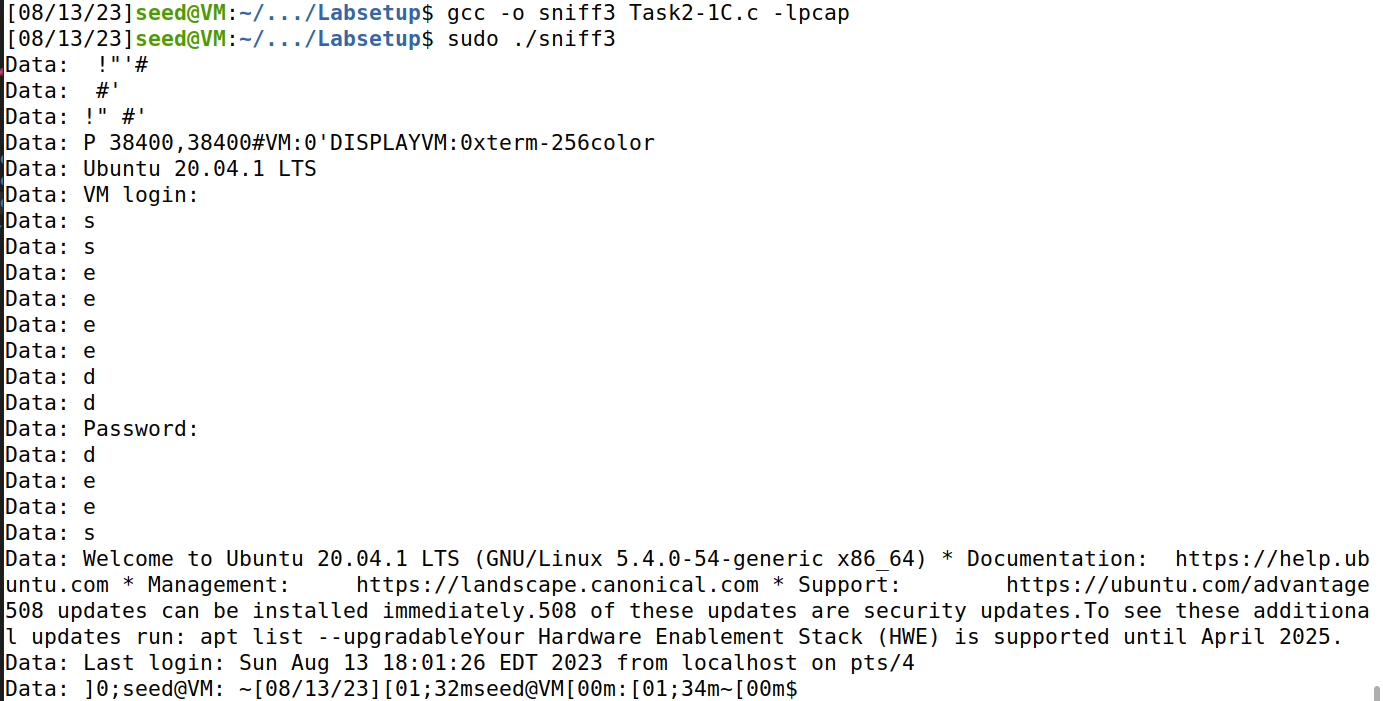 [08/13/23]seed@VM:~/.../Labsetup$ gcc -o sniff3 Task2-1C.c -lpcap
[08/13/23]seed@VM:~/.../Labsetup$ sudo ./sniff3
Data:  !"'#
Data:  #'
Data: !" #'
Data: P 38400,38400#VM:0'DISPLAYVM:0xterm-256color
Data: Ubuntu 20.04.1 LTS
Data: VM login:
Data: s
Data: s
Data: e
Data: e
Data: e
Data: e
Data: d
Data: d
Data: Password:
Data: d
Data: e
Data: e
Data: s
Data: Welcome to Ubuntu 20.04.1 LTS (GNU/Linux 5.4.0-54-generic x86_64) * Documentation:  https://help.ub
untu.com * Management:     https://landscape.canonical.com * Support:        https://ubuntu.com/advantage
508 updates can be installed immediately.508 of these updates are security updates.To see these additiona
l updates run: apt list --upgradableYour Hardware Enablement Stack (HWE) is supported until April 2025.
Data: Last login: Sun Aug 13 18:01:26 EDT 2023 from localhost on pts/4
Data: ]0;seed@VM: ~[08/13/23][01;32mseed@VM[00m:[01;34m~[00m$